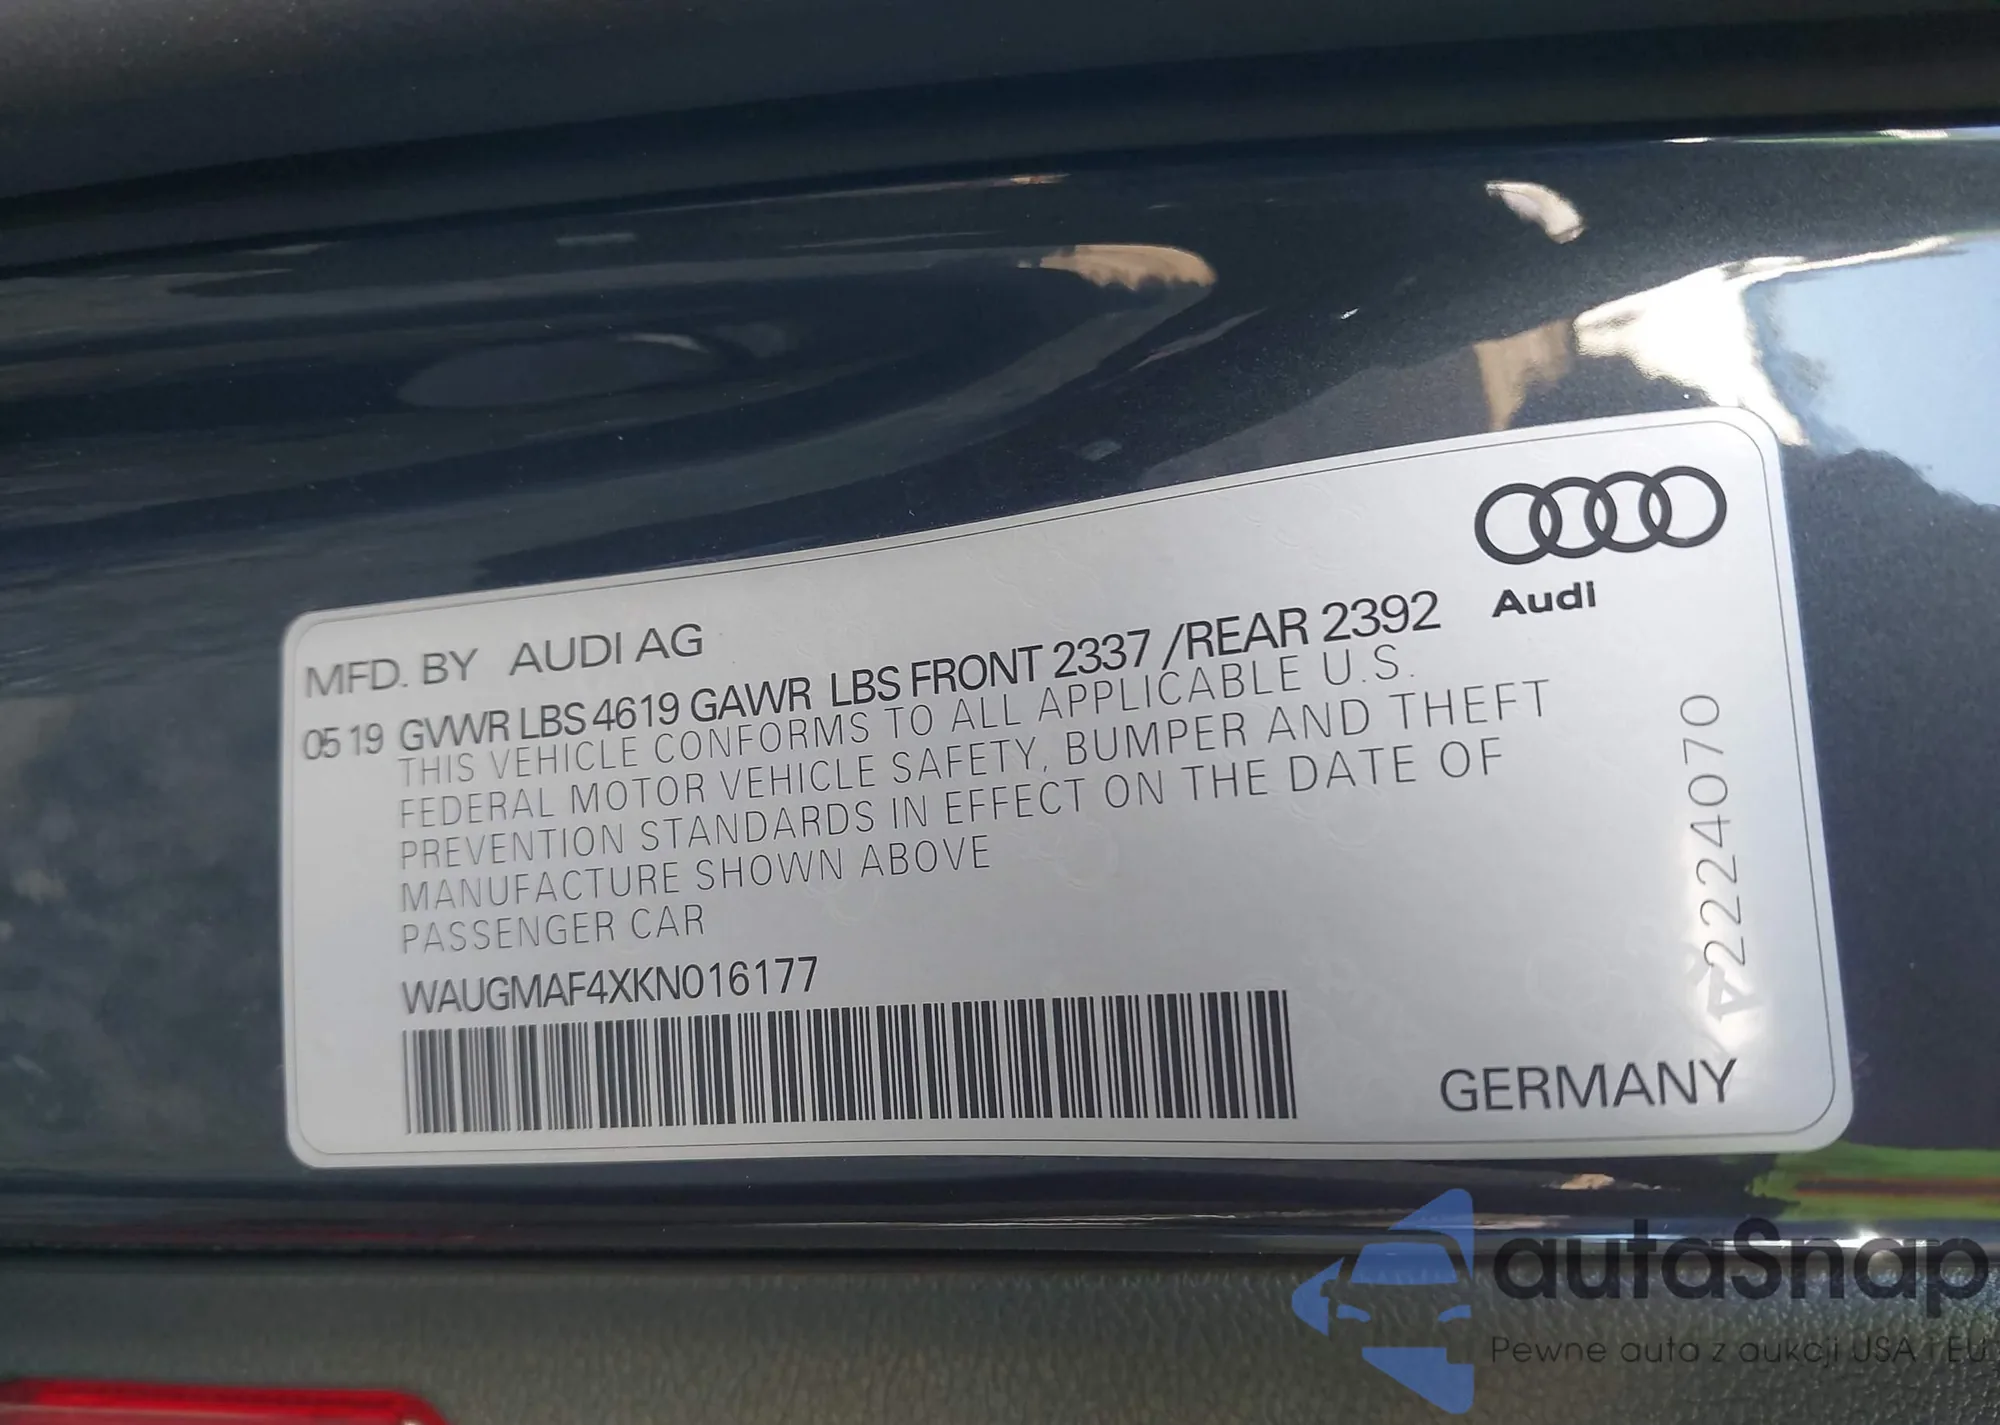 MFD. BY AUDI AG
0519 GVWR LBS 4619 GAWR LBS FRONT 2337 /REAR 2392
THIS VEHICLE CONFORMS TO ALL APPLICABLE U.S.
FEDERAL MOTOR VEHICLE SAFETY, BUMPER AND THEFT
PREVENTION STANDARDS IN EFFECT ON THE DATE OF
MANUFACTURE SHOWN ABOVE
PASSENGER CAR
WAUGMAF4XKN016177
Audi
2224070
GERMANY
autaSnap
Pewne auta z aukcji USA i EU